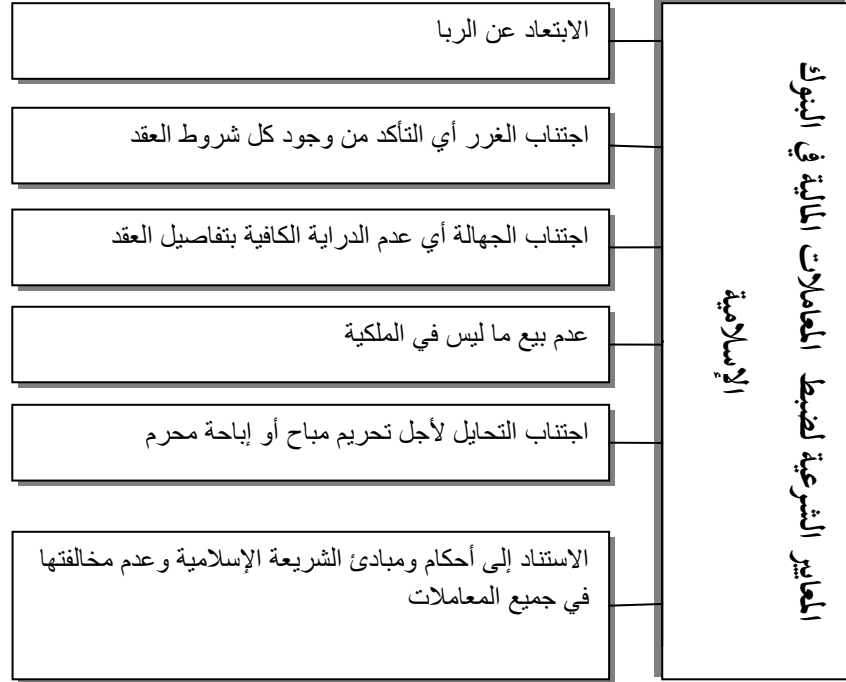 المعايير الشرعية لضبط المعاملات المالية في البنوك
الإسلامية
الابتعاد عن الربا
اجتناب الغرر أي التأكد من وجود كل شروط العقد
اجتناب الجهالة أي عدم الدراية الكافية بتفاصيل العقد
عدم بيع ما ليس في الملكية
اجتناب التحايل لأجل تحريم مباح أو إباحة محرم
الاستناد إلى أحكام ومبادئ الشريعة الإسلامية وعدم مخالفتها
في جميع المعاملات